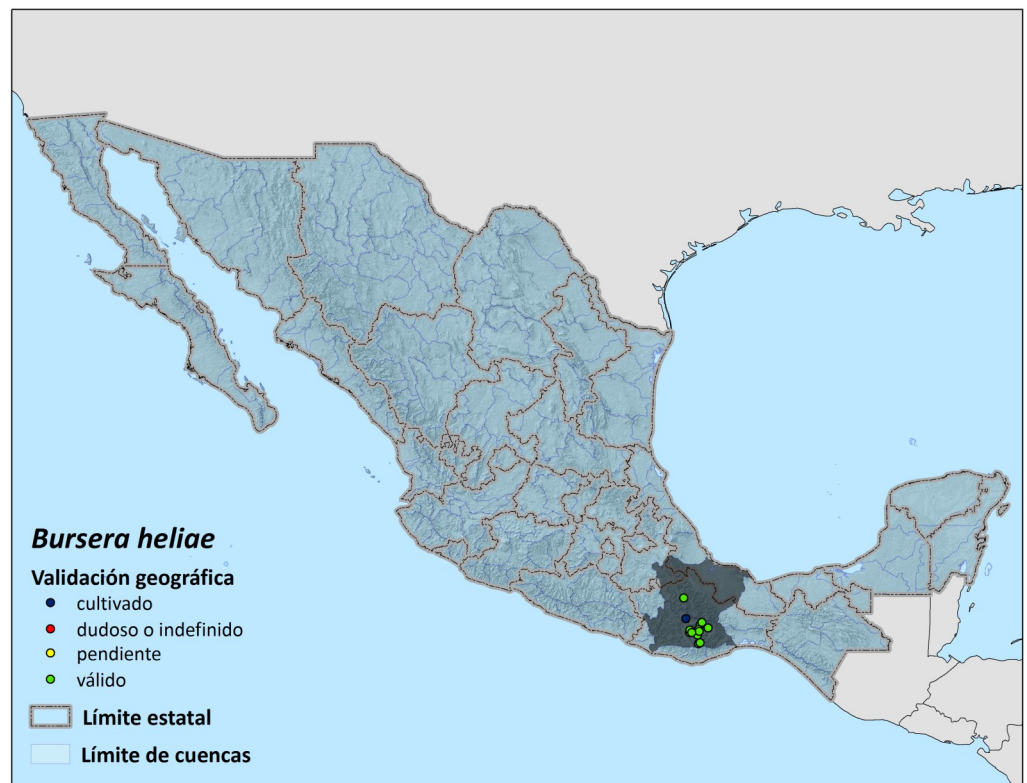 Bursera heliae
Validación geográfica
cultivado
dudoso o indefinido
pendiente
válido
Límite estatal
Límite de cuencas